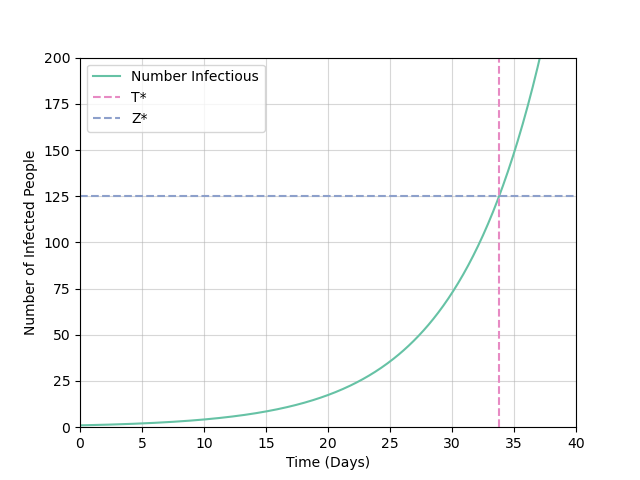 200
175
150
125
100
75
50
25
0
Number of Infected People
Number Infectious
T*
Z*
0 5 10 15 20 25 30 35 40
Time (Days)